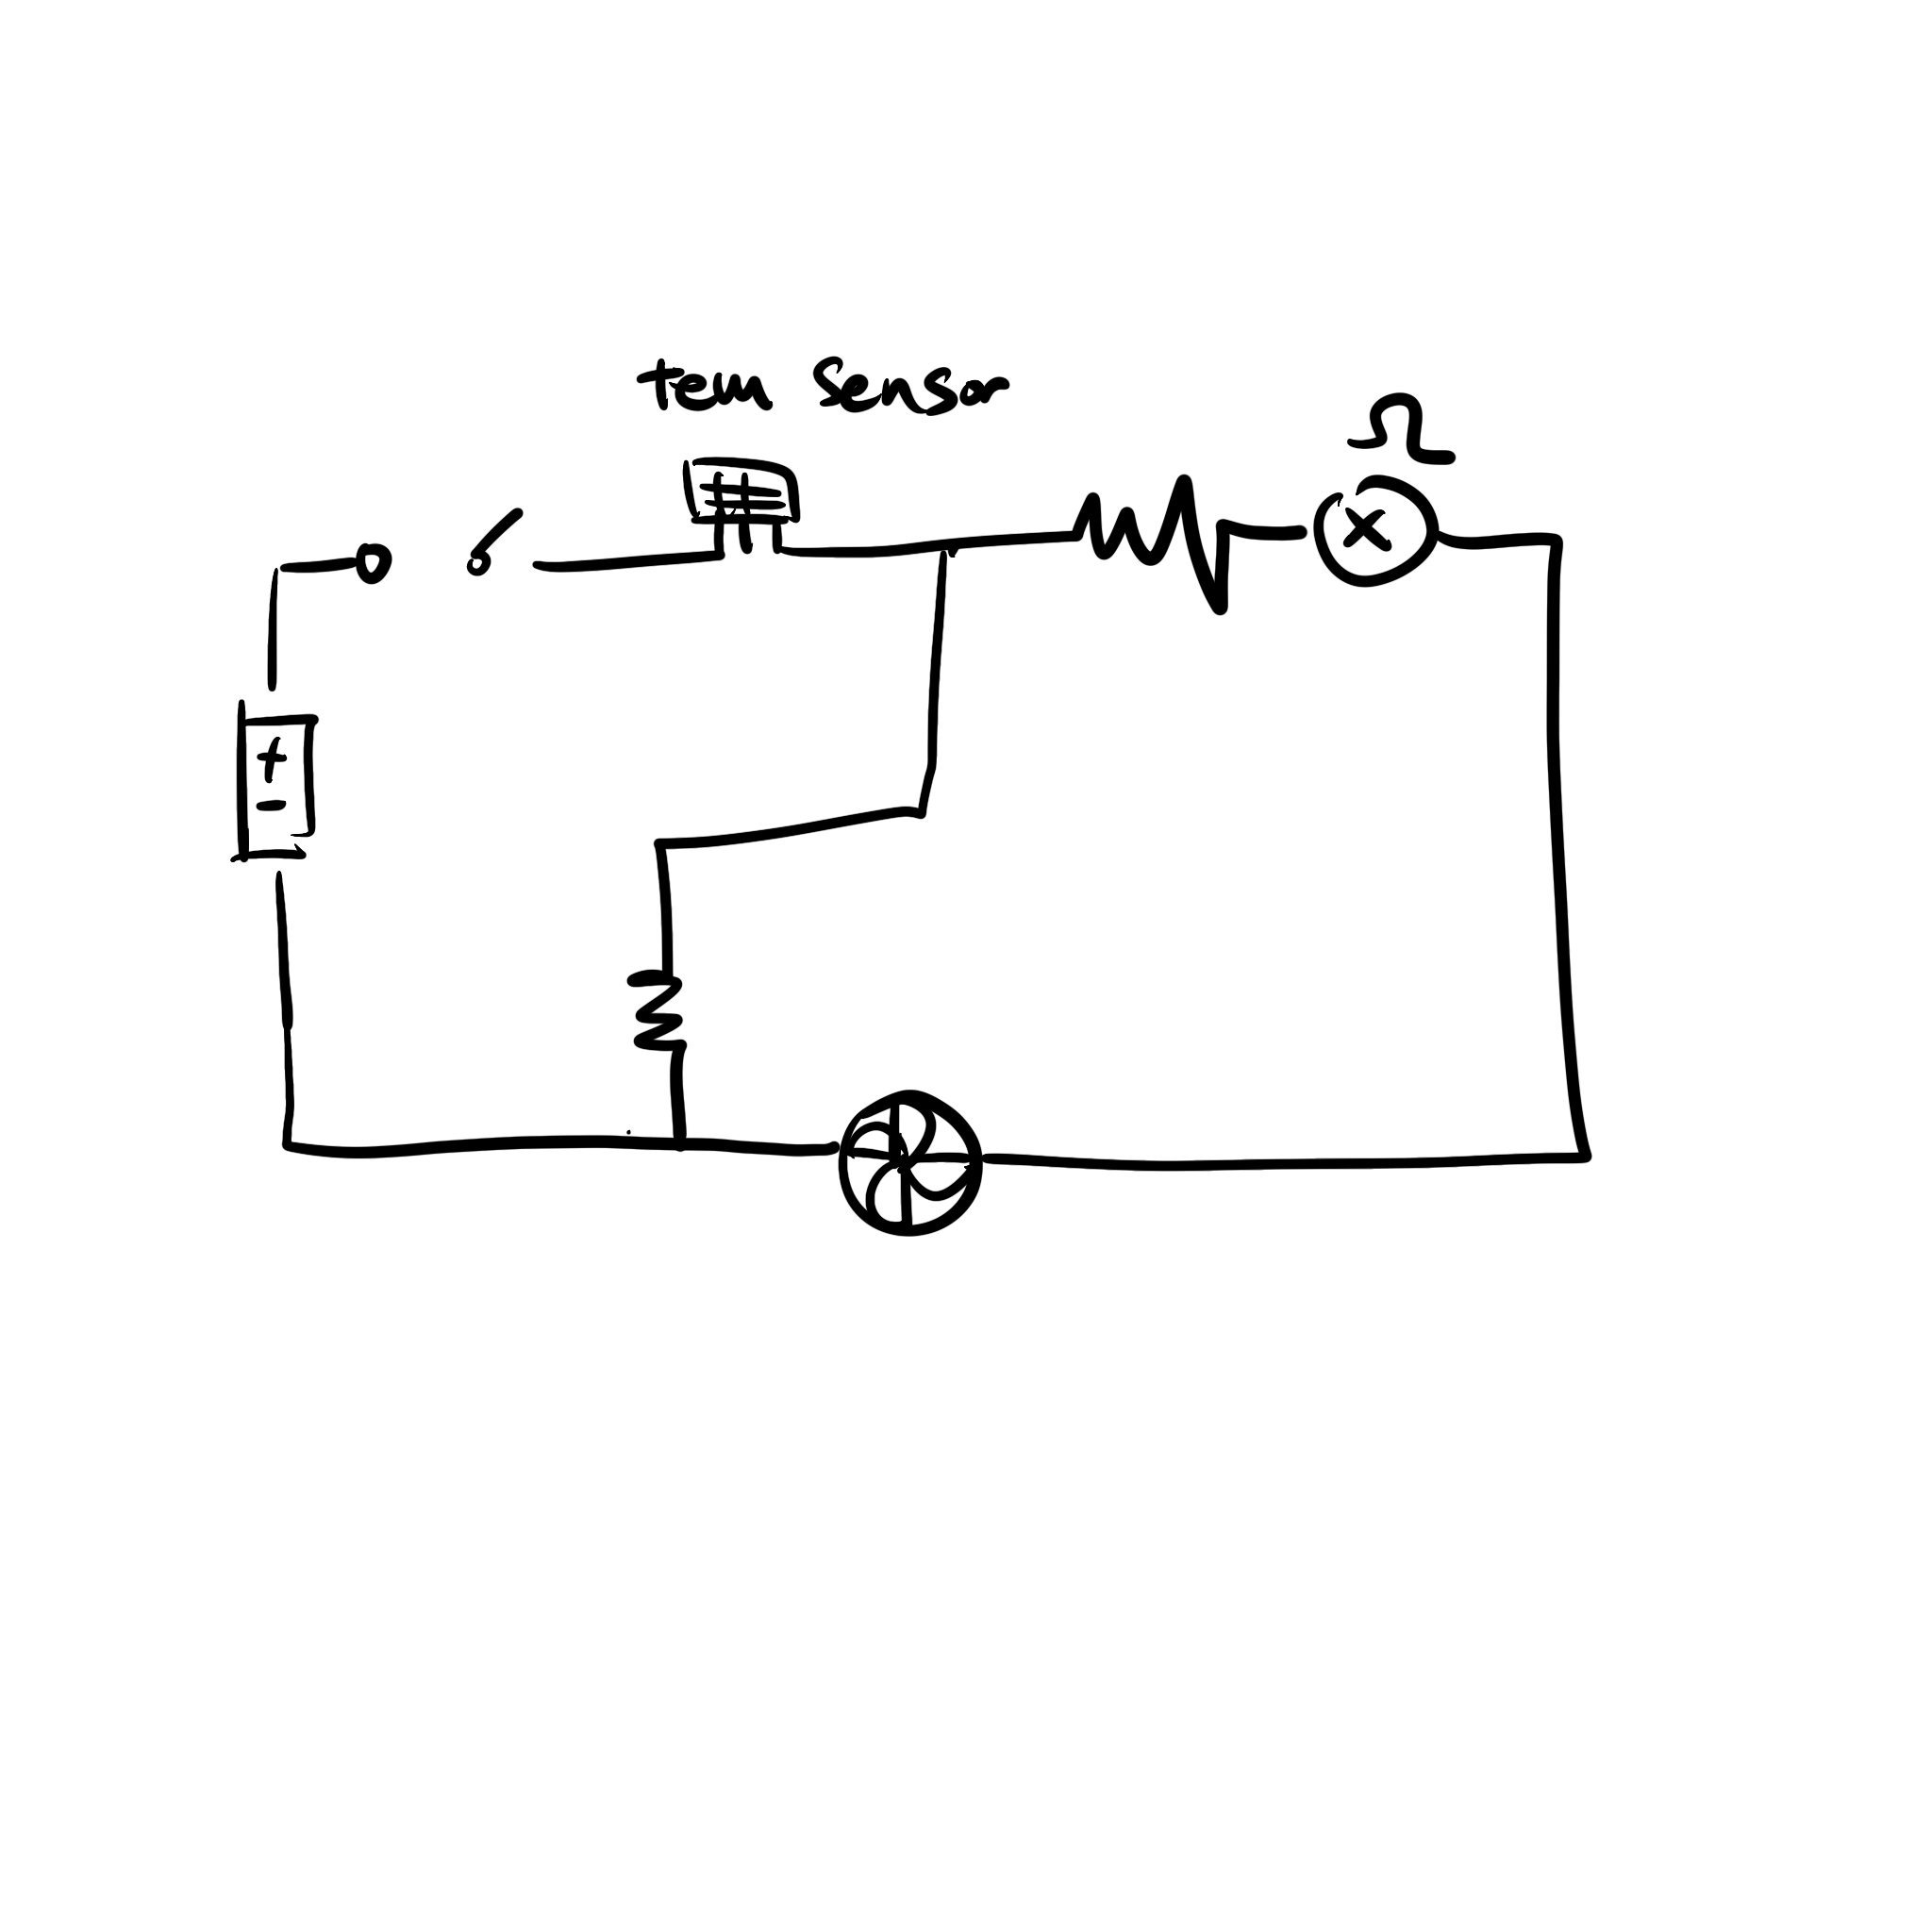 tem sensor
Ω
+
-